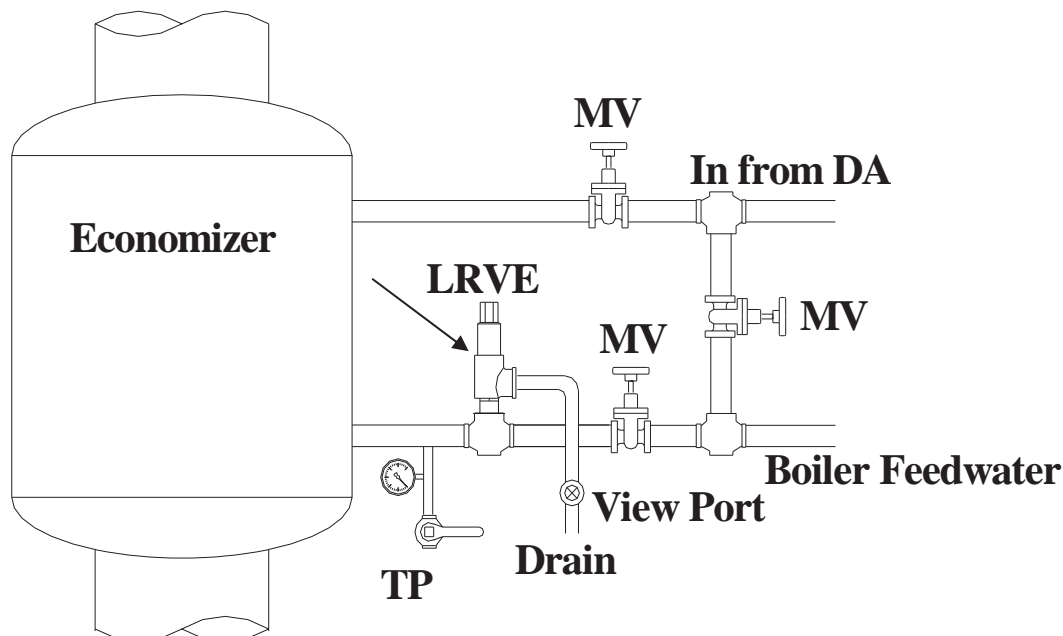 MV
In from DA
Economizer
LRVE
MV
MV
Boiler Feedwater
View Port
Drain
TP